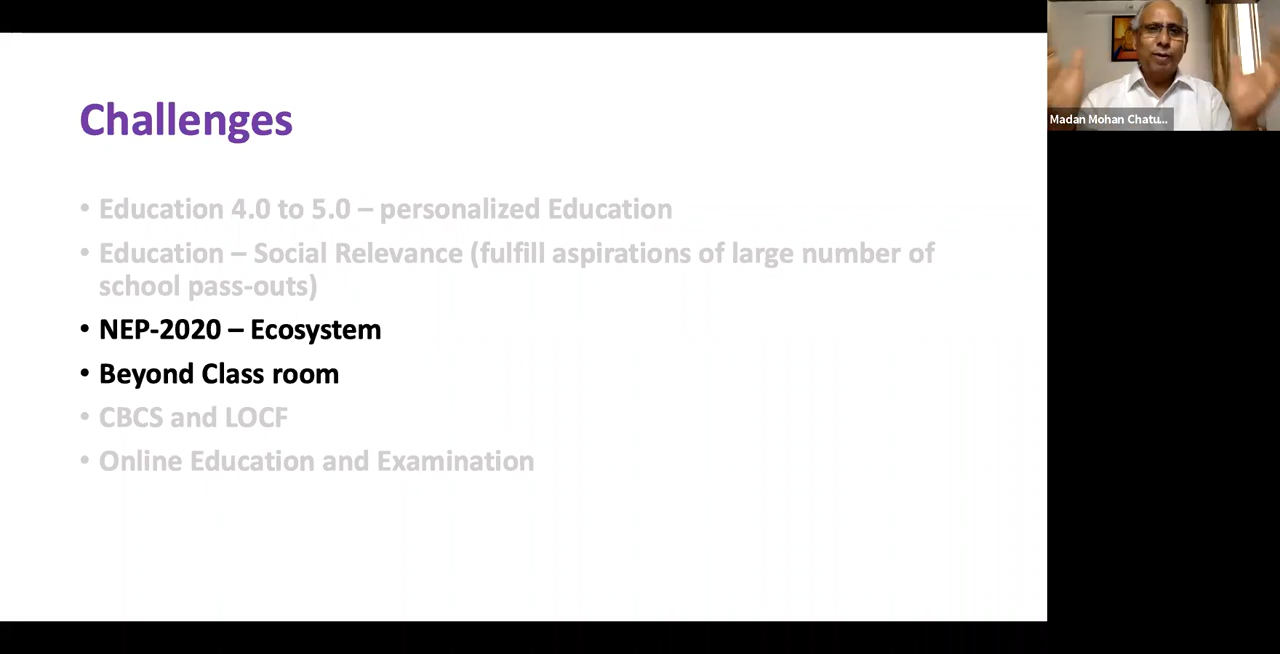 Challenges
• Education 4.0 to 5.0 – personalized Education
• Education – Social Relevance (fulfill aspirations of large number of
school pass-outs)
• NEP-2020 – Ecosystem
• Beyond Class room
• CBCS and LOCF
• Online Education and Examination
Madan Mohan Chatu...